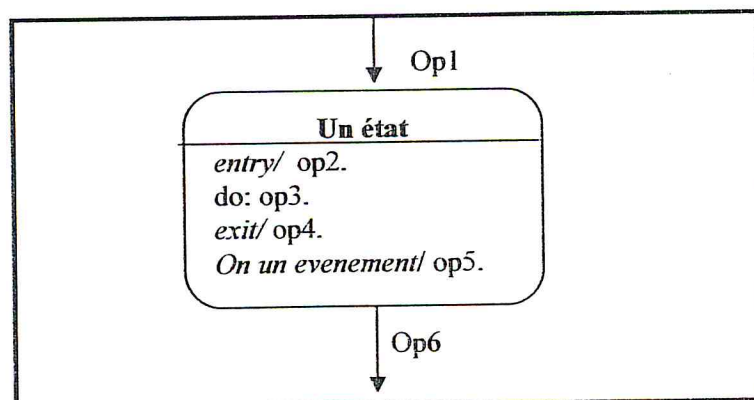 Op1
Un état
entry/ op2.
do: op3.
exit/ op4.
On un evenement/ op5.
Op6